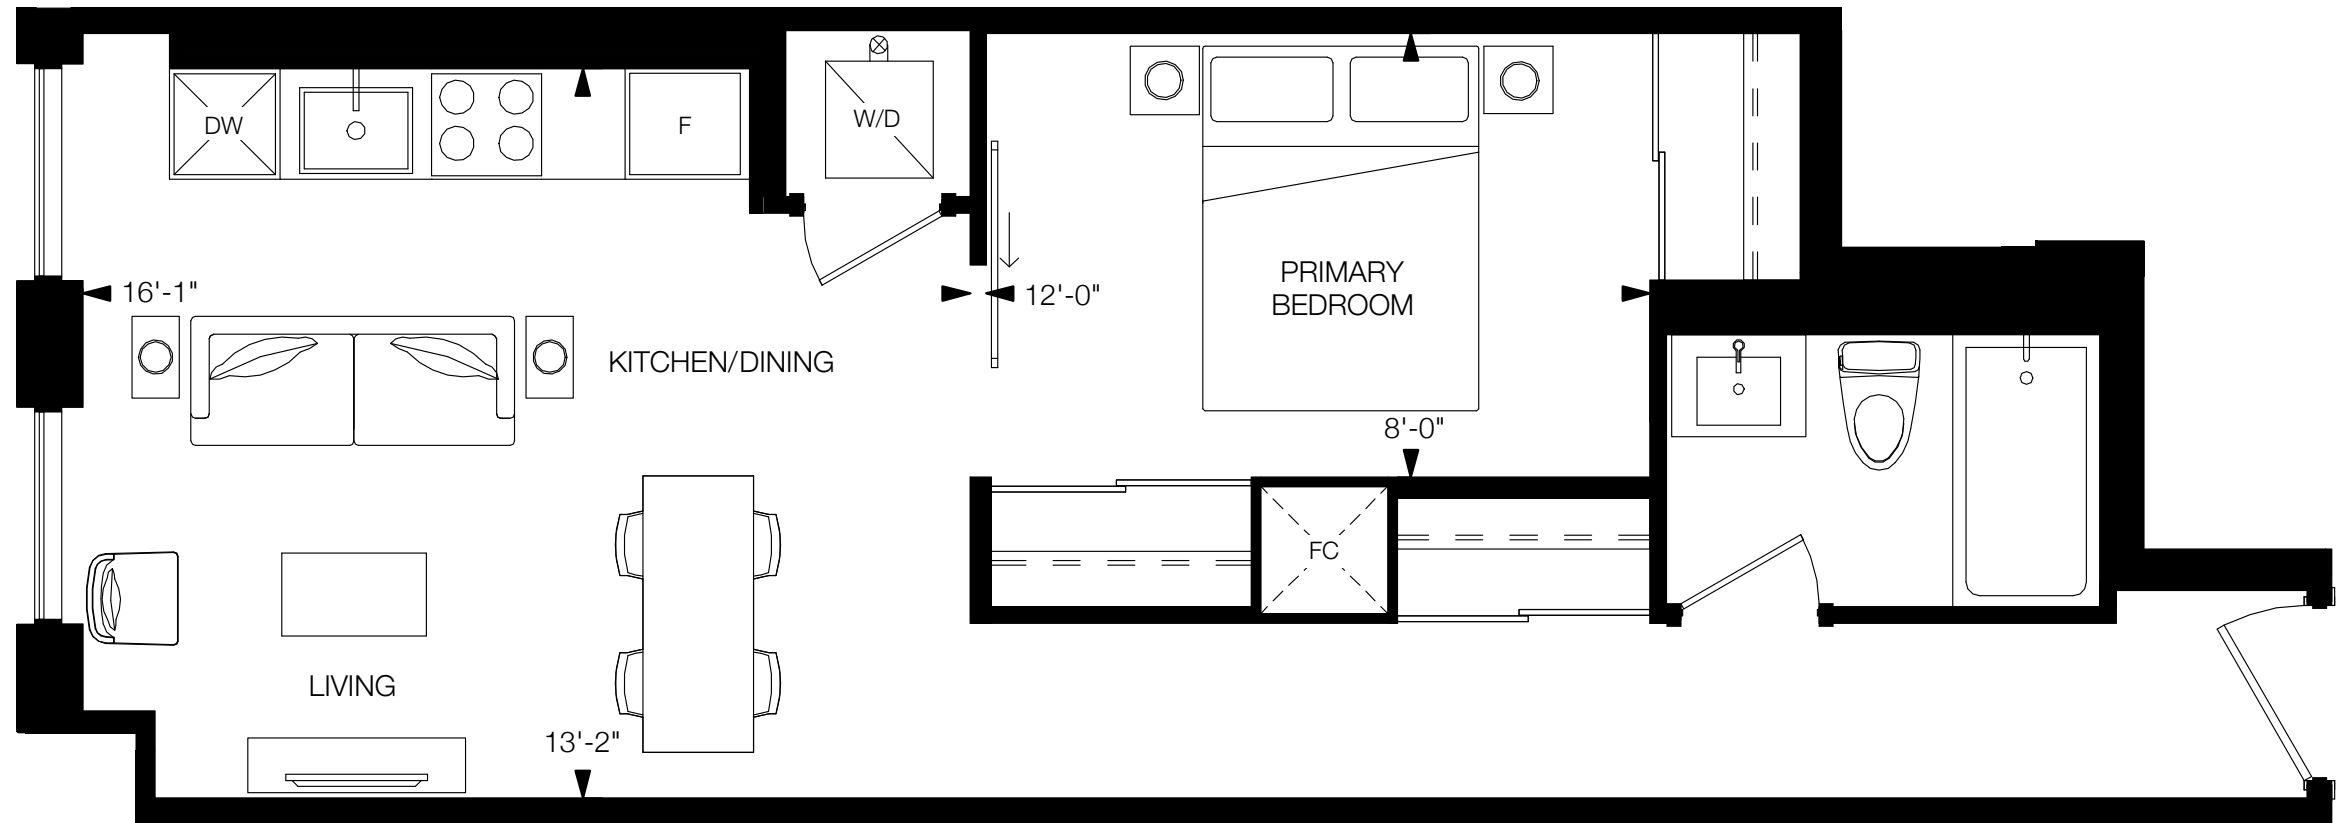 DW
F
W/D
16'-1"
12'-0"
PRIMARY
BEDROOM
KITCHEN/DINING
8'-0"
FC
LIVING
13'-2"